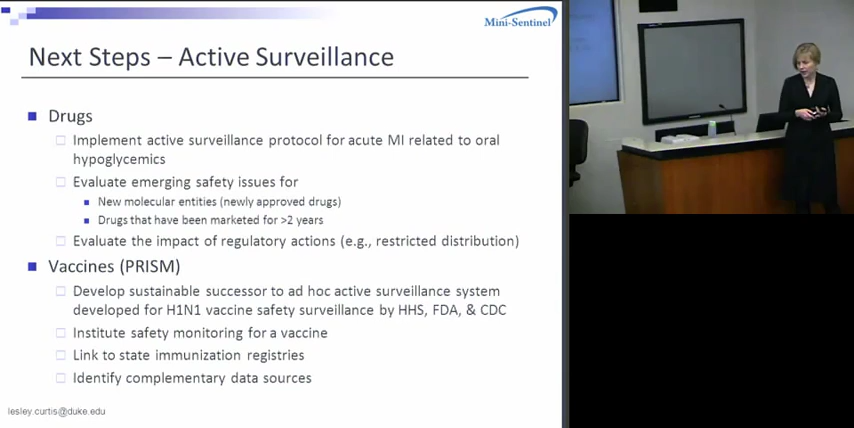 Mini-Sentinel
Next Steps – Active Surveillance
Drugs
Implement active surveillance protocol for acute MI related to oral
hypoglycemics
Evaluate emerging safety issues for
New molecular entities (newly approved drugs)
Drugs that have been marketed for >2 years
Evaluate the impact of regulatory actions (e.g., restricted distribution)
Vaccines (PRISM)
Develop sustainable successor to ad hoc active surveillance system
developed for H1N1 vaccine safety surveillance by HHS, FDA, & CDC
Institute safety monitoring for a vaccine
Link to state immunization registries
Identify complementary data sources
lesley.curtis@duke.edu